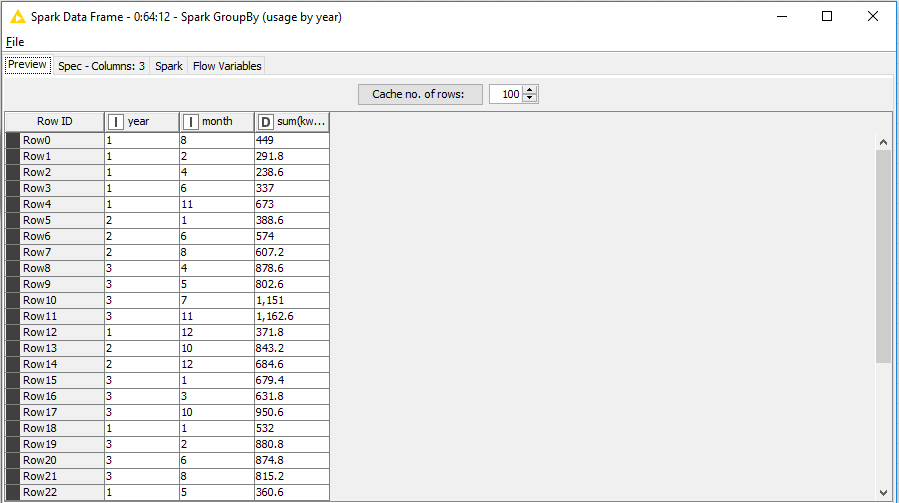 Spark Data Frame - 0:64:12 - Spark GroupBy (usage by year)
File
Preview Spec - Columns: 3 Spark Flow Variables
Cache no. of rows: 100
Row ID I year I month D sum(kw...
Row0 1 8 449
Row1 1 2 291.8
Row2 1 4 238.6
Row3 1 6 337
Row4 1 11 673
Row5 2 1 388.6
Row6 2 6 574
Row7 2 8 607.2
Row8 3 4 878.6
Row9 3 5 802.6
Row10 3 7 1,151
Row11 3 11 1,162.6
Row12 1 12 371.8
Row13 2 10 843.2
Row14 2 12 684.6
Row15 3 1 679.4
Row16 3 3 631.8
Row17 3 10 950.6
Row18 1 1 532
Row19 3 2 880.8
Row20 3 6 874.8
Row21 3 8 815.2
Row22 1 5 360.6